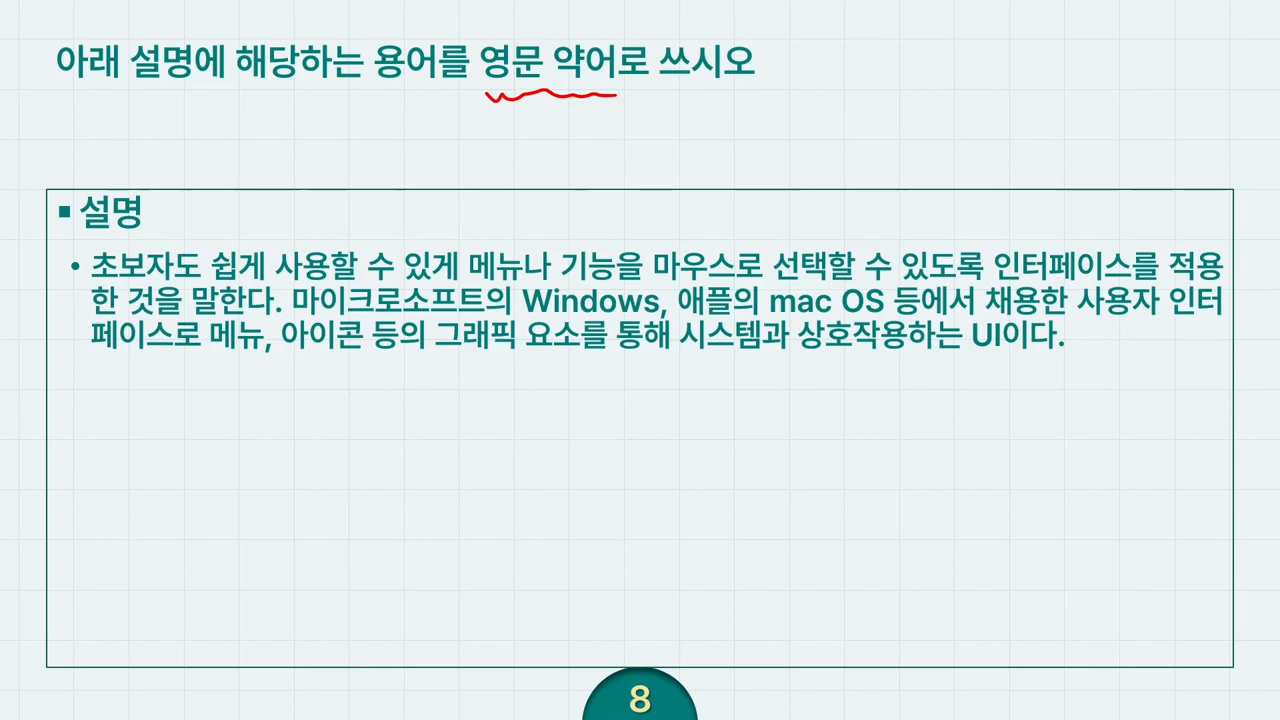 아래 설명에 해당하는 용어를 영문 약어로 쓰시오
▪ 설명
• 초보자도 쉽게 사용할 수 있게 메뉴나 기능을 마우스로 선택할 수 있도록 인터페이스를 적용
한 것을 말한다. 마이크로소프트의 Windows, 애플의 mac OS 등에서 채용한 사용자 인터
페이스로 메뉴, 아이콘 등의 그래픽 요소를 통해 시스템과 상호작용하는 UI이다.
8